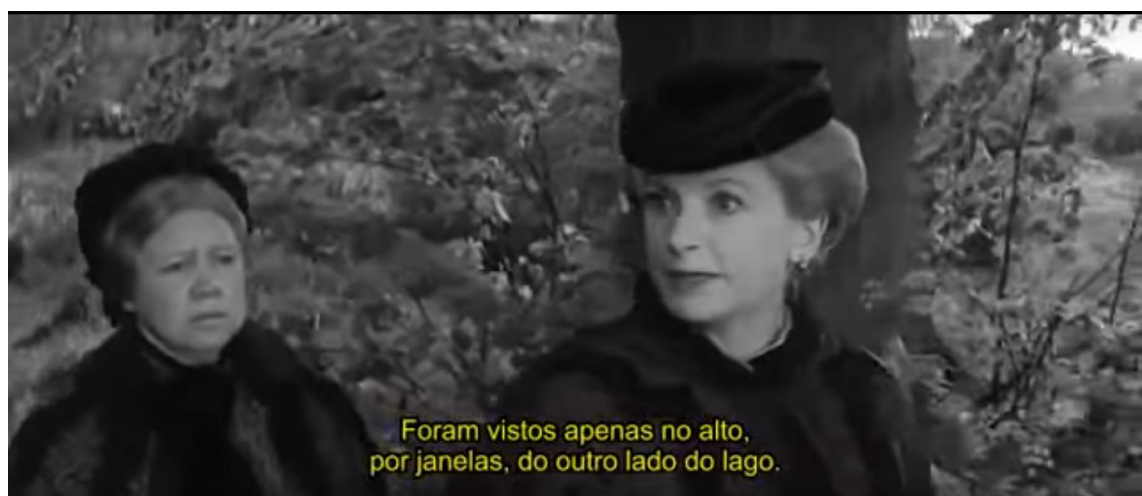 Foram vistos apenas no alto,
por janelas, do outro lado do lago.